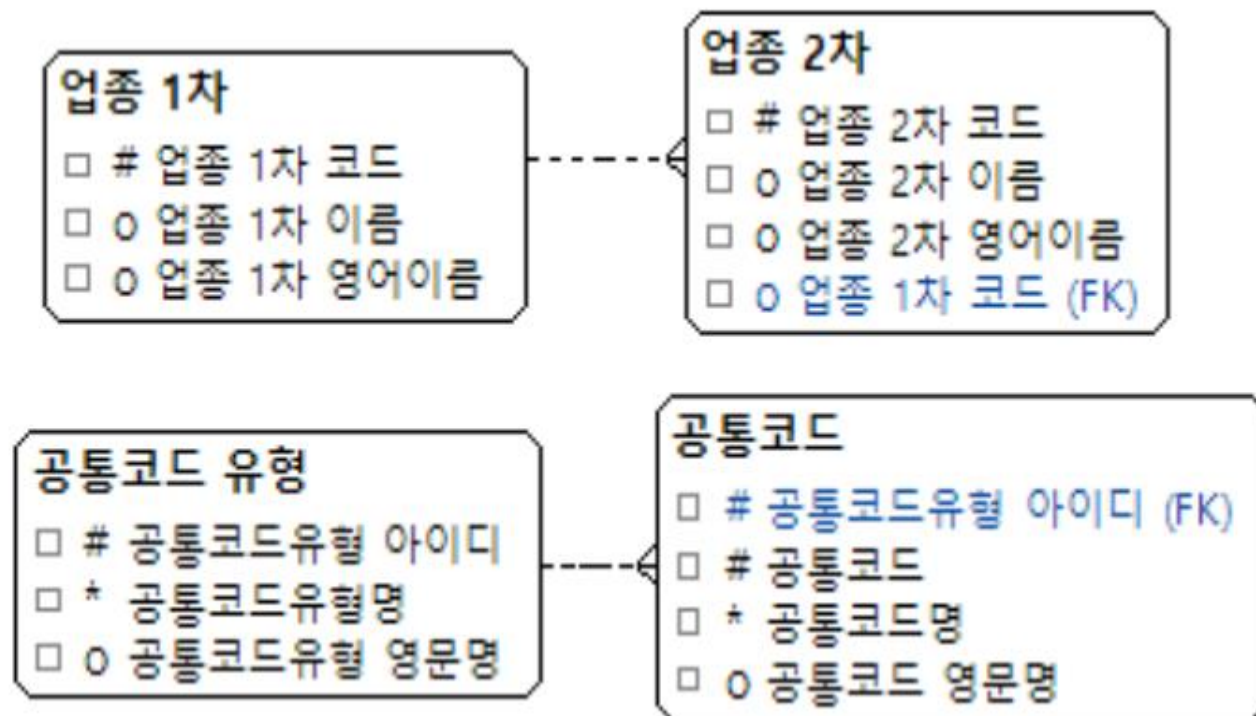 업종 1차
# 업종 1차 코드
o 업종 1차 이름
o 업종 1차 영어이름
업종 2차
# 업종 2차 코드
o 업종 2차 이름
o 업종 2차 영어이름
o 업종 1차 코드 (FK)
공통코드 유형
# 공통코드유형 아이디
* 공통코드유형명
o 공통코드유형 영문명
공통코드
# 공통코드유형 아이디 (FK)
# 공통코드
* 공통코드명
o 공통코드 영문명